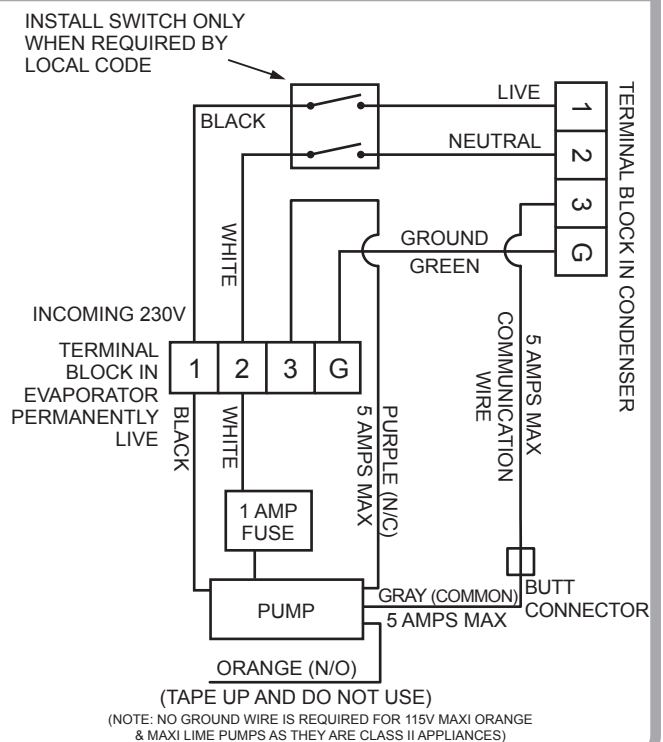 INSTALL SWITCH ONLY
WHEN REQUIRED BY
LOCAL CODE
LIVE
BLACK
NEUTRAL
1
2
3
G
TERMINAL BLOCK IN CONDENSER
WHITE
GROUND
GREEN
INCOMING 230V
TERMINAL
BLOCK IN
EVAPORATOR
PERMANENTLY
LIVE
1
2
3
G
5 AMPS MAX
COMMUNICATION
WIRE
BLACK
WHITE
PURPLE (N/C)
5 AMPS MAX
1 AMP
FUSE
PUMP
GRAY (COMMON)
5 AMPS MAX
BUTT
CONNECTOR
ORANGE (N/O)
(TAPE UP AND DO NOT USE)
(NOTE: NO GROUND WIRE IS REQUIRED FOR 115V MAXI ORANGE
& MAXI LIME PUMPS AS THEY ARE CLASS II APPLIANCES)